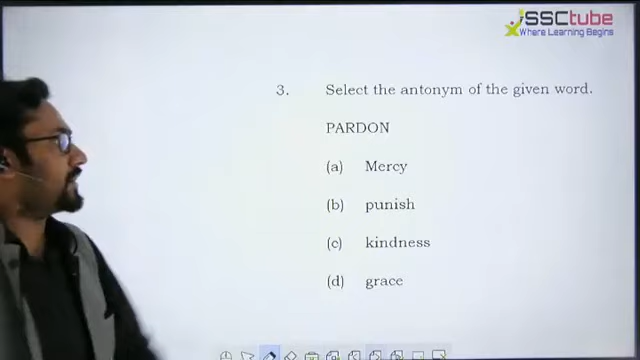 SSCtube
Where Learning Begins
3. Select the antonym of the given word.
PARDON
(a) Mercy
(b) punish
(c) kindness
(d) grace